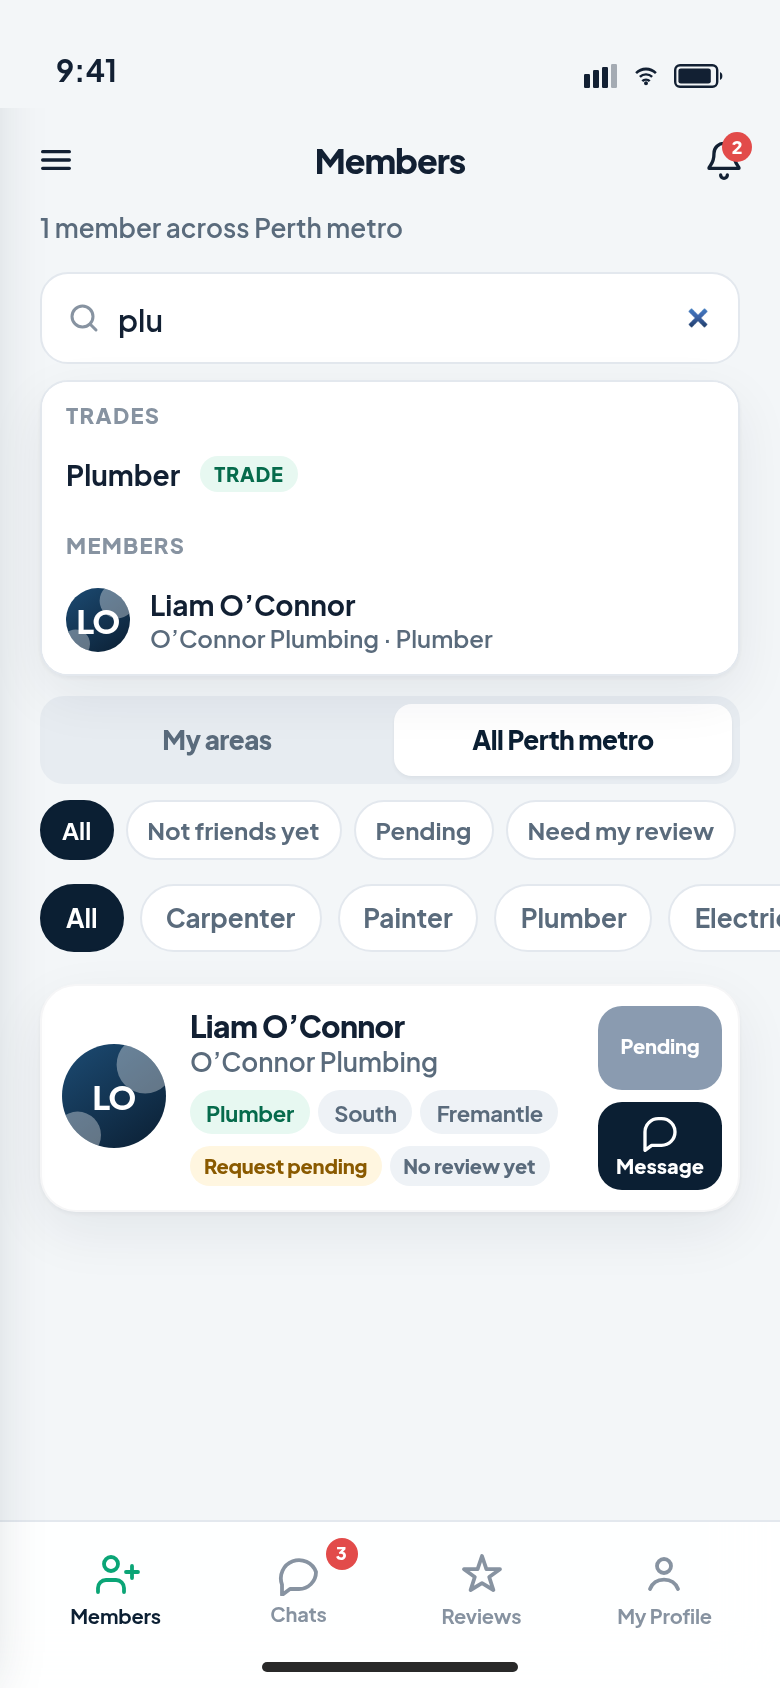 9:41
Members
2
1 member across Perth metro
plu
TRADES
Plumber TRADE
MEMBERS
LO
Liam O’Connor
O’Connor Plumbing · Plumber
My areas All Perth metro
All Not friends yet Pending Need my review
All Carpenter Painter Plumber Electric
LO
Liam O’Connor
O’Connor Plumbing
Plumber South Fremantle
Request pending No review yet
Pending
Message
3
Members Chats Reviews My Profile